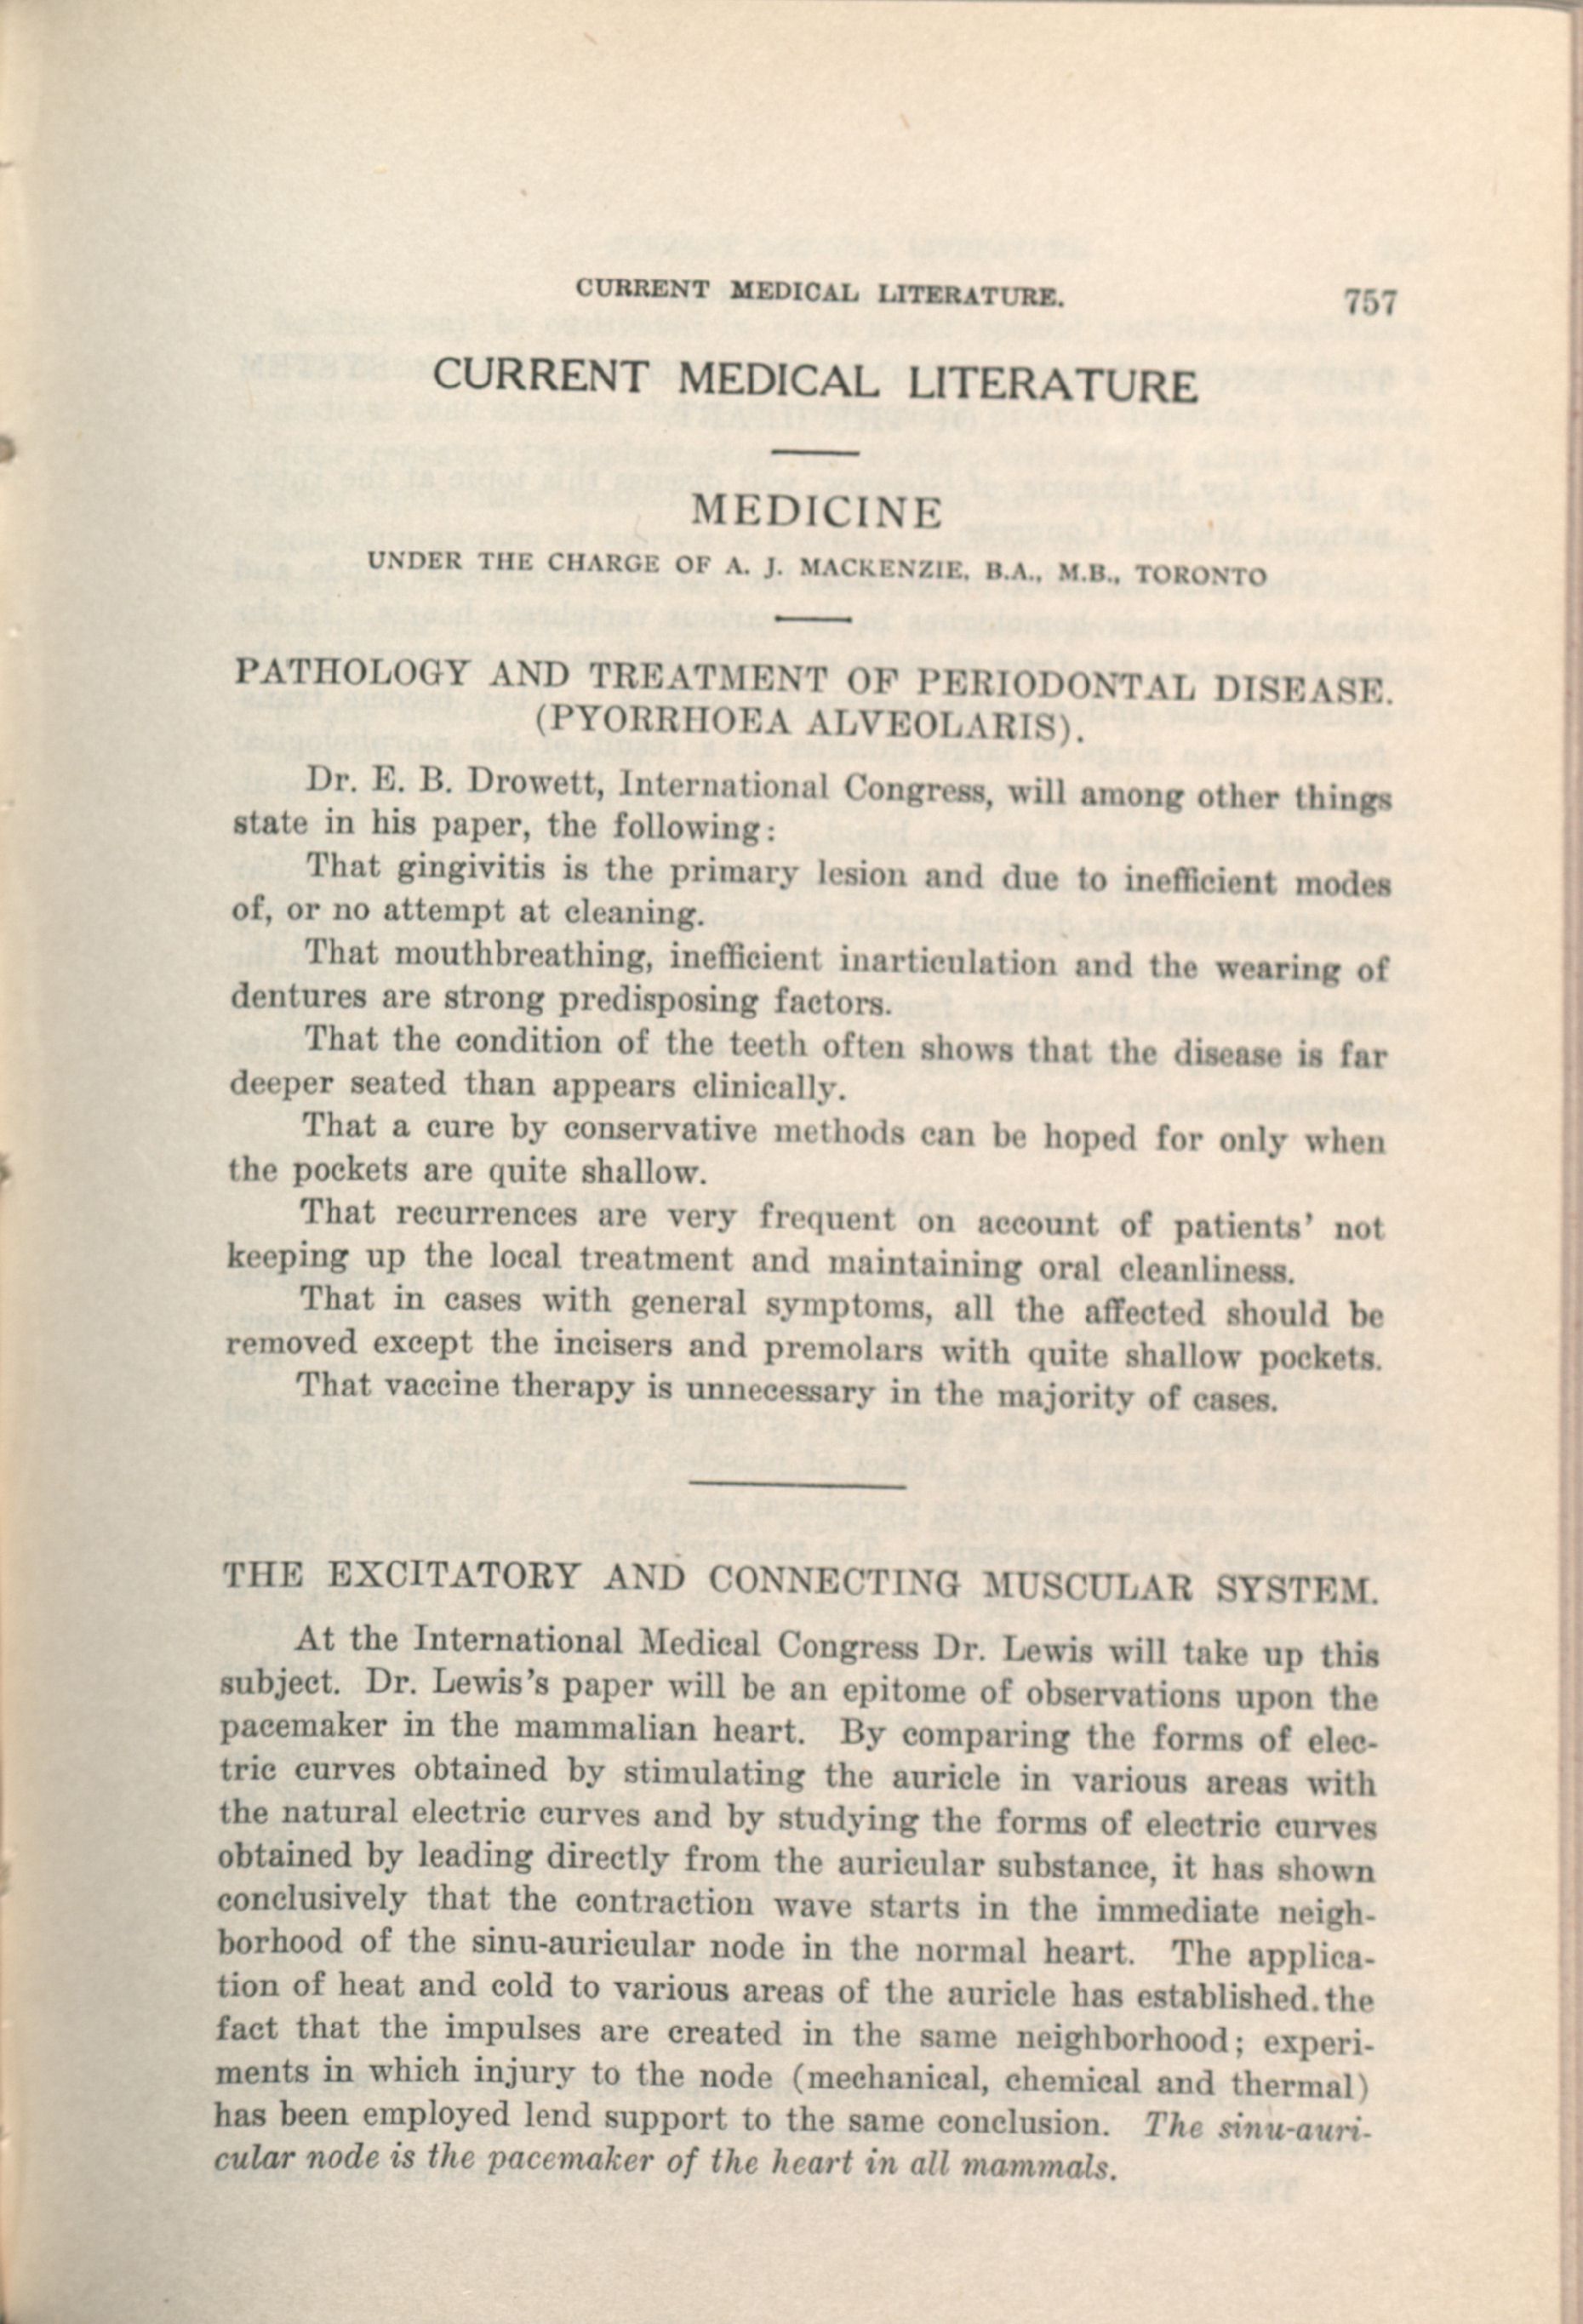 CURRENT MEDICAL LITERATURE. 757
CURRENT MEDICAL LITERATURE
MEDICINE
UNDER THE CHARGE OF A. J. MACKENZIE, B.A., M.B., TORONTO
PATHOLOGY AND TREATMENT OF PERIODONTAL DISEASE.
(PYORRHOEA ALVEOLARIS).
Dr. E. B. Drowett, International Congress, will among other things
state in his paper, the following:
That gingivitis is the primary lesion and due to inefficient modes
of, or no attempt at cleaning.
That mouthbreathing, inefficient inarticulation and the wearing of
dentures are strong predisposing factors.
That the condition of the teeth often shows that the disease is far
deeper seated than appears clinically.
That a cure by conservative methods can be hoped for only when
the pockets are quite shallow.
That recurrences are very frequent on account of patients' not
keeping up the local treatment and maintaining oral cleanliness.
That in cases with general symptoms, all the affected should be
removed except the incisers and premolars with quite shallow pockets.
That vaccine therapy is unnecessary in the majority of cases.
THE EXCITATORY AND CONNECTING MUSCULAR SYSTEM.
At the International Medical Congress Dr. Lewis will take up this
subject. Dr. Lewis's paper will be an epitome of observations upon the
pacemaker in the mammalian heart. By comparing the forms of elec-
tric curves obtained by stimulating the auricle in various areas with
the natural electric curves and by studying the forms of electric curves
obtained by leading directly from the auricular substance, it has shown
conclusively that the contraction wave starts in the immediate neigh-
borhood of the sinu-auricular node in the normal heart. The applica-
tion of heat and cold to various areas of the auricle has established. the
fact that the impulses are created in the same neighborhood; experi-
ments in which injury to the node (mechanical, chemical and thermal)
has been employed lend support to the same conclusion. The sinu-auri-
cular node is the pacemaker of the heart in all mammals.